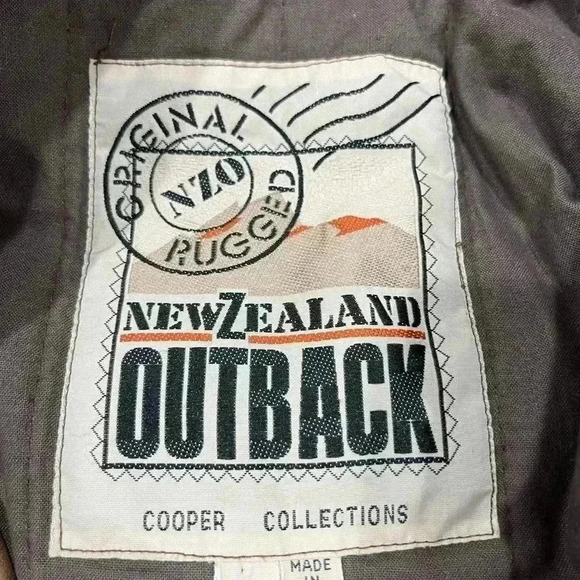 ORIGINAL
NZO
RUGGED
NEWZEALAND
OUTBACK
COOPER COLLECTIONS
MADE
IN